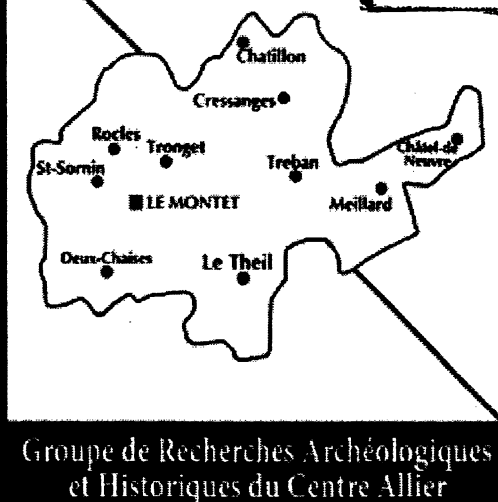 Chatillon
Cressanges
Rocles
Tronget
Châtel-de
Neuvre
St-Sornin
Treban
LE MONTET
Meillard
Deux-Chaises
Le Theil
Groupe de Recherches Archéologiques
et Historiques du Centre Allier